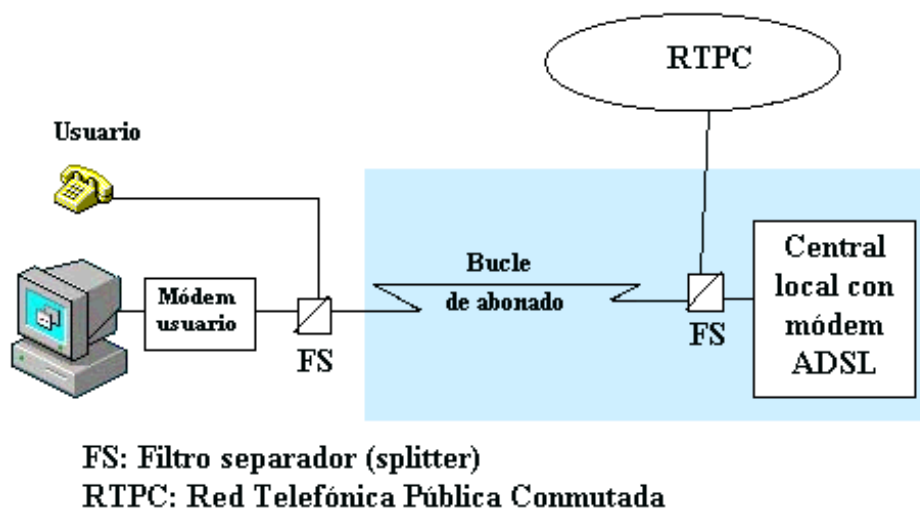 RTPC
Usuario
Módem
usuario
FS
Bucle
de abonado
FS
Central
local con
módem
ADSL
FS: Filtro separador (splitter)
RTPC: Red Telefónica Pública Conmutada